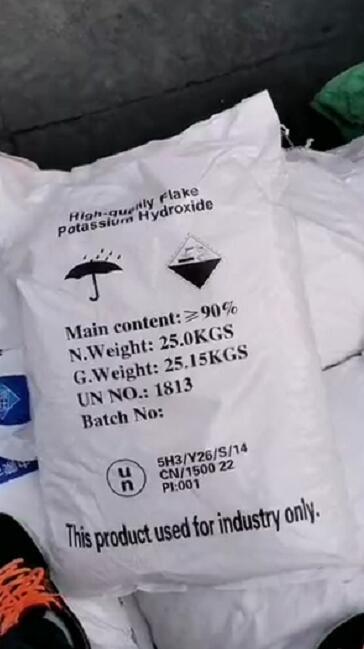 High-quality Flake
Potassium Hydroxide
Main content: ≥90%
N.Weight: 25.0KGS
G.Weight: 25.15KGS
UN NO.: 1813
Batch No:
un
5H3/Y26/S/14
CN/1500 22
PI:001
This product used for industry only.